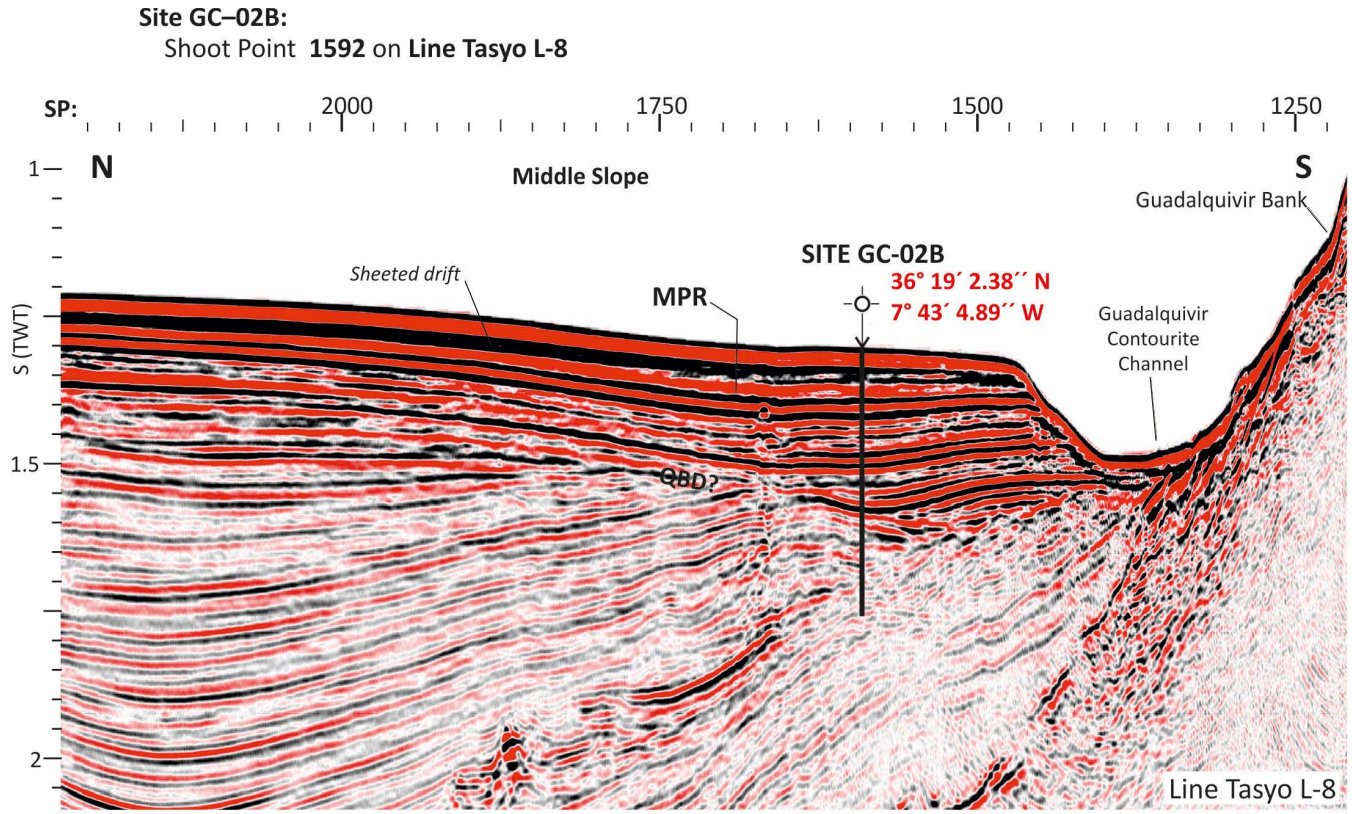 Site GC–02B:
Shoot Point 1592 on Line Tasyo L-8
SP:
2000
1750
1500
1250
N
S
Middle Slope
1
Guadalquivir Bank
SITE GC-02B
36° 19´ 2.38´´ N
7° 43´ 4.89´´ W
Sheeted drift
MPR
Guadalquivir
Contourite
Channel
S (TWT)
1.5
QBD?
2
Line Tasyo L-8